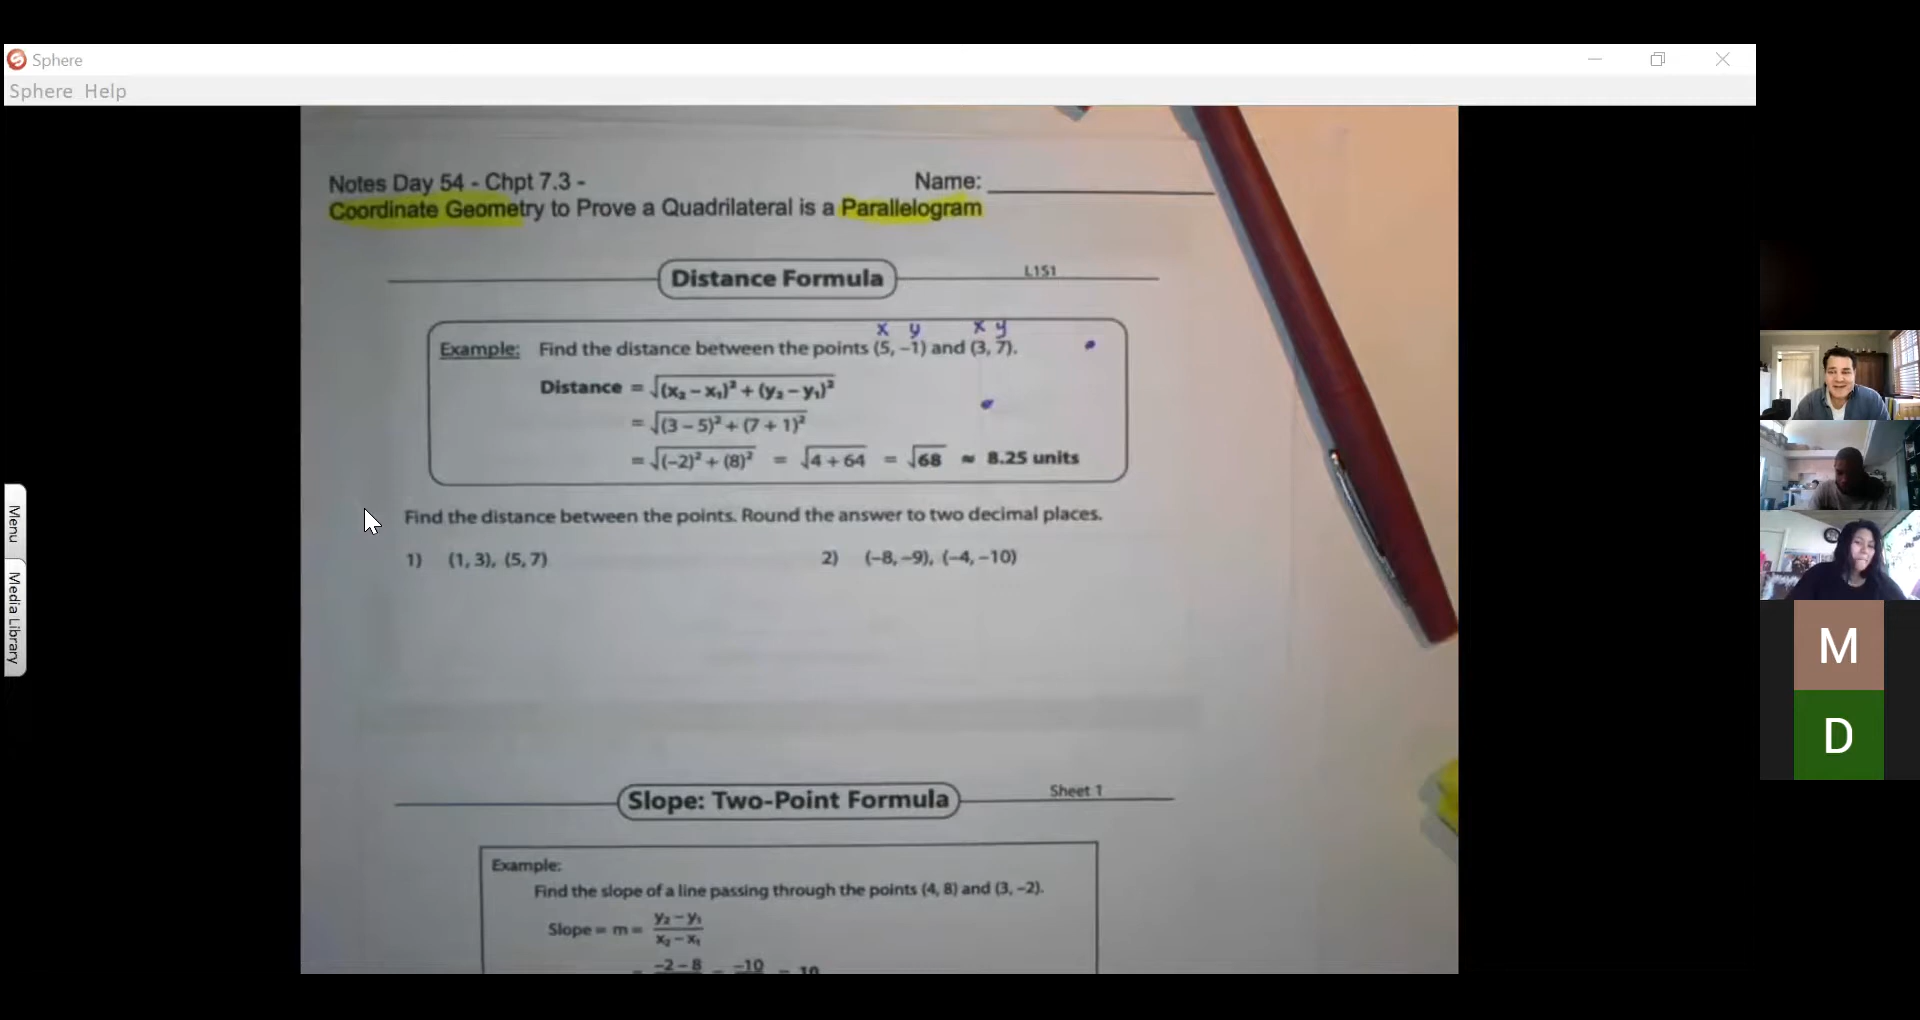 Sphere
Sphere Help
Notes Day 54 - Chpt 7.3 - Name:
Coordinate Geometry to Prove a Quadrilateral is a Parallelogram
Distance Formula L1S1
x y x y
Example: Find the distance between the points (5, −1) and (3, 7).
Distance = √(x₂ − x₁)² + (y₂ − y₁)²
= √(3 − 5)² + (7 + 1)²
= √(−2)² + (8)² = √4 + 64 = √68 ≈ 8.25 units
Find the distance between the points. Round the answer to two decimal places.
1) (1, 3), (5, 7) 2) (−8, −9), (−4, −10)
Slope: Two-Point Formula Sheet 1
Example:
Find the slope of a line passing through the points (4, 8) and (3, −2).
Slope = m = y₂ − y₁ / x₂ − x₁
= −2 − 8 = −10 = 10
Menu
Media Library
M
D